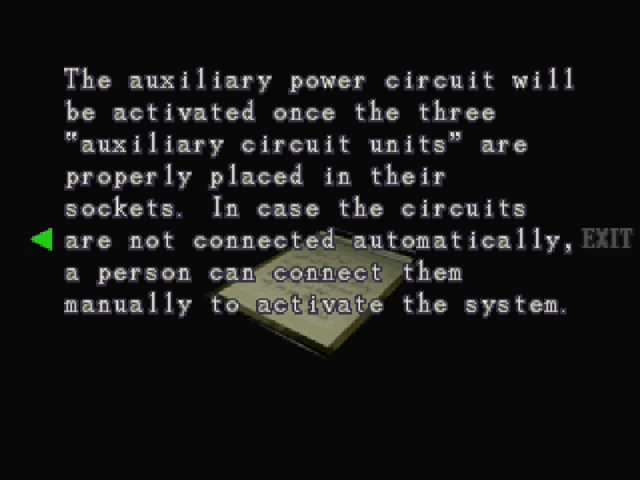 The auxiliary power circuit will
be activated once the three
“auxiliary circuit units” are
properly placed in their
sockets. In case the circuits
are not connected automatically,
EXIT
a person can connect them
manually to activate the system.